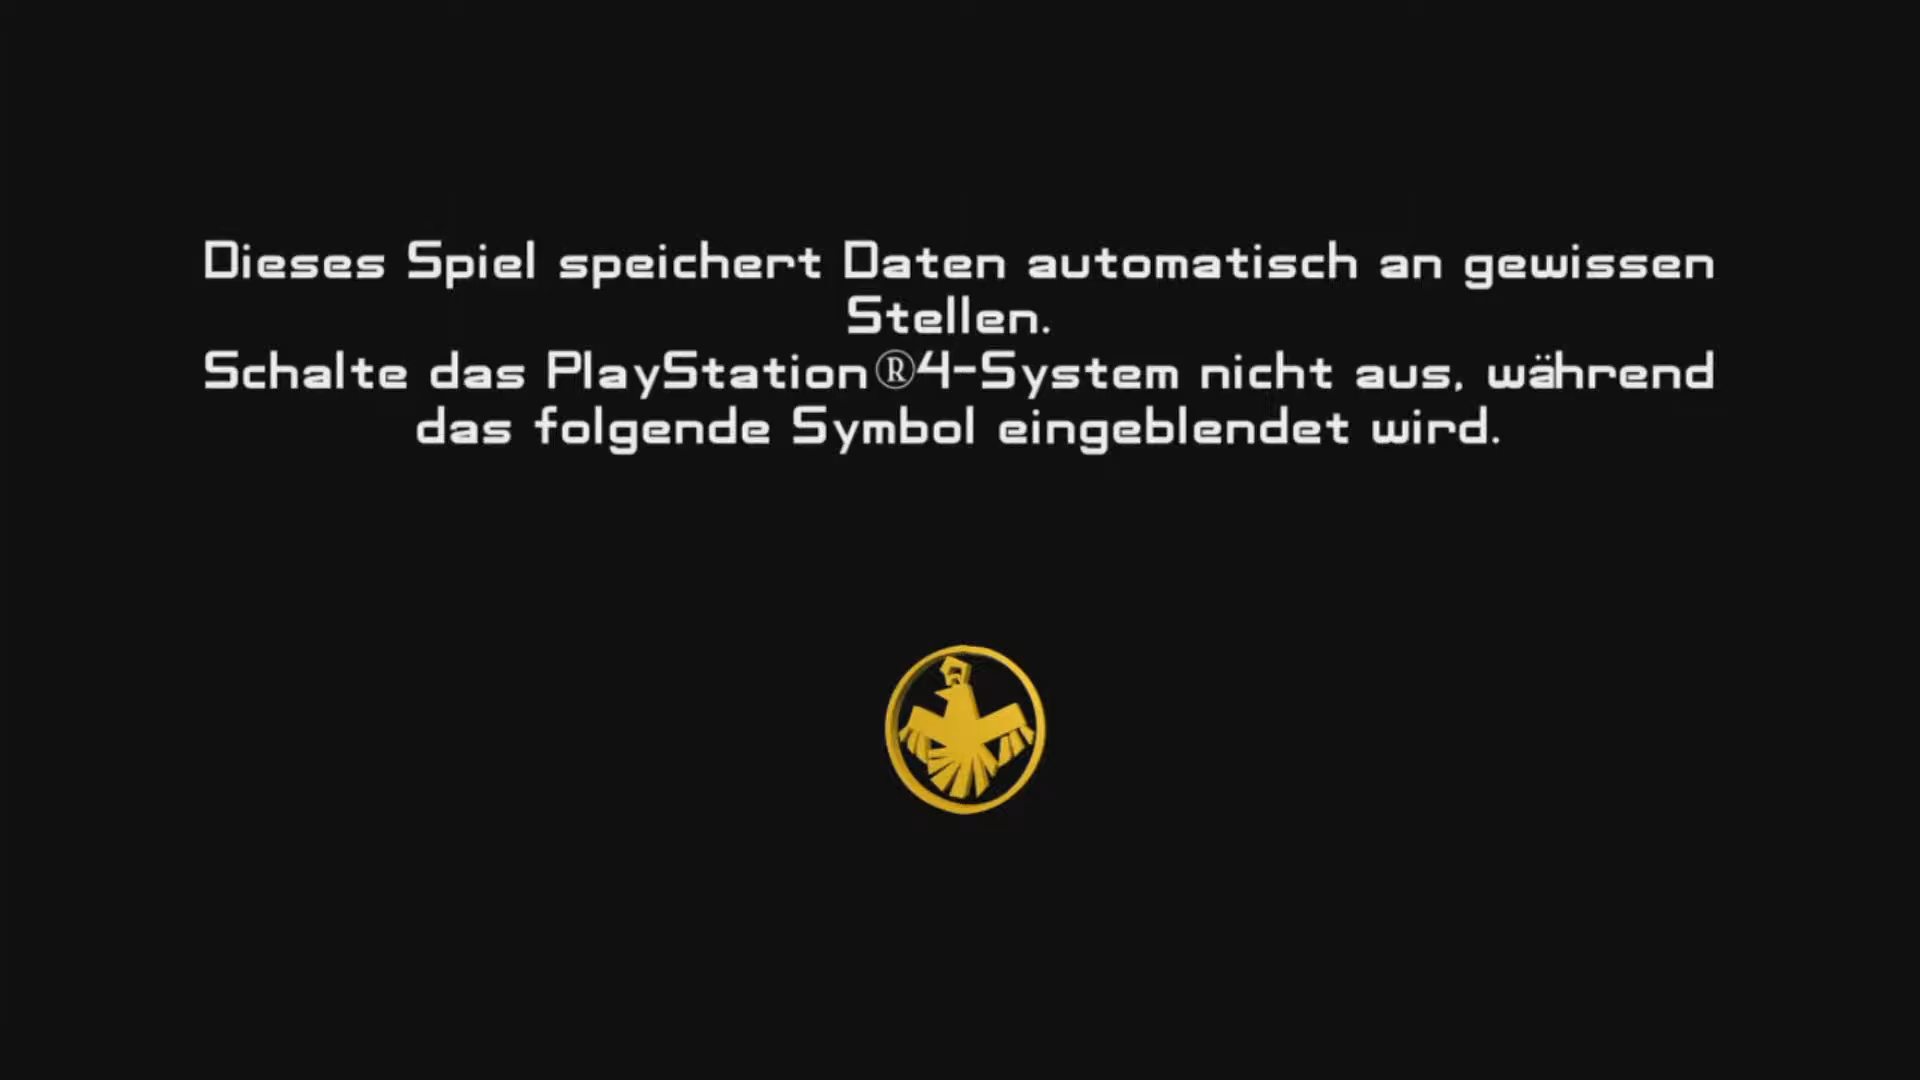 Dieses Spiel speichert Daten automatisch an gewissen
Stellen.
Schalte das PlayStation®4-System nicht aus, während
das folgende Symbol eingeblendet wird.